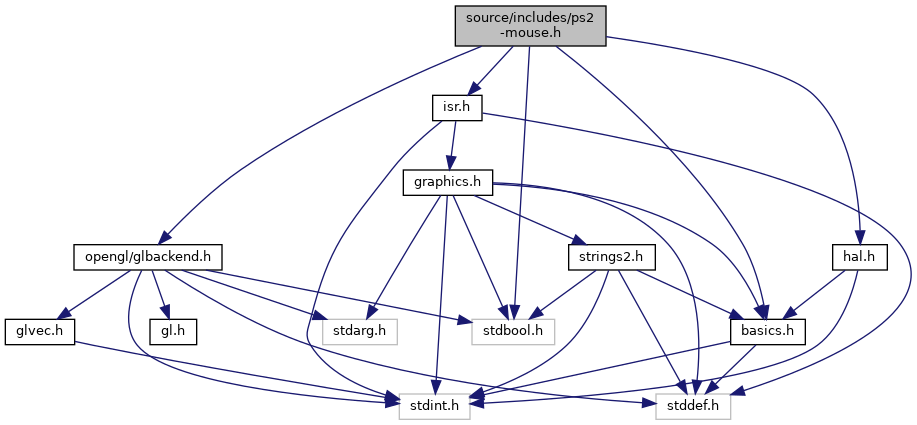 source/includes/ps2
-mouse.h
isr.h
graphics.h
opengl/glbackend.h
strings2.h
hal.h
glvec.h
gl.h
stdarg.h
stdbool.h
basics.h
stdint.h
stddef.h